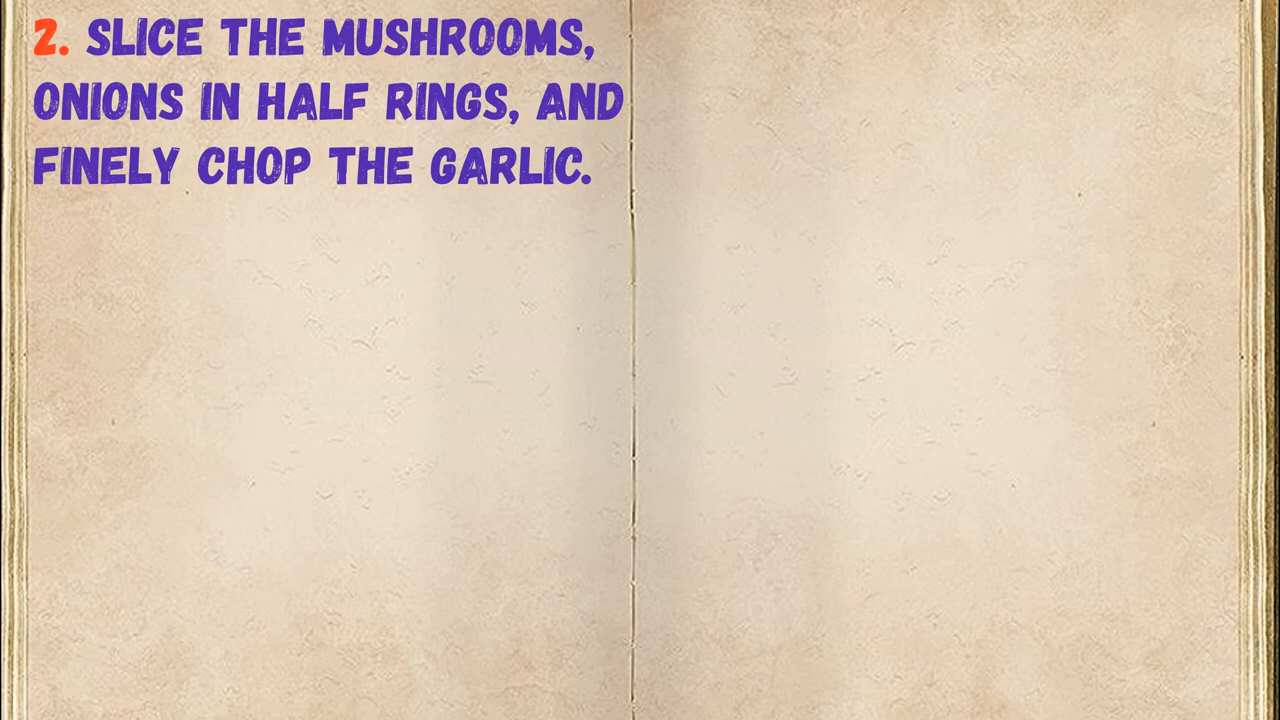 2. SLICE THE MUSHROOMS,
ONIONS IN HALF RINGS, AND
FINELY CHOP THE GARLIC.